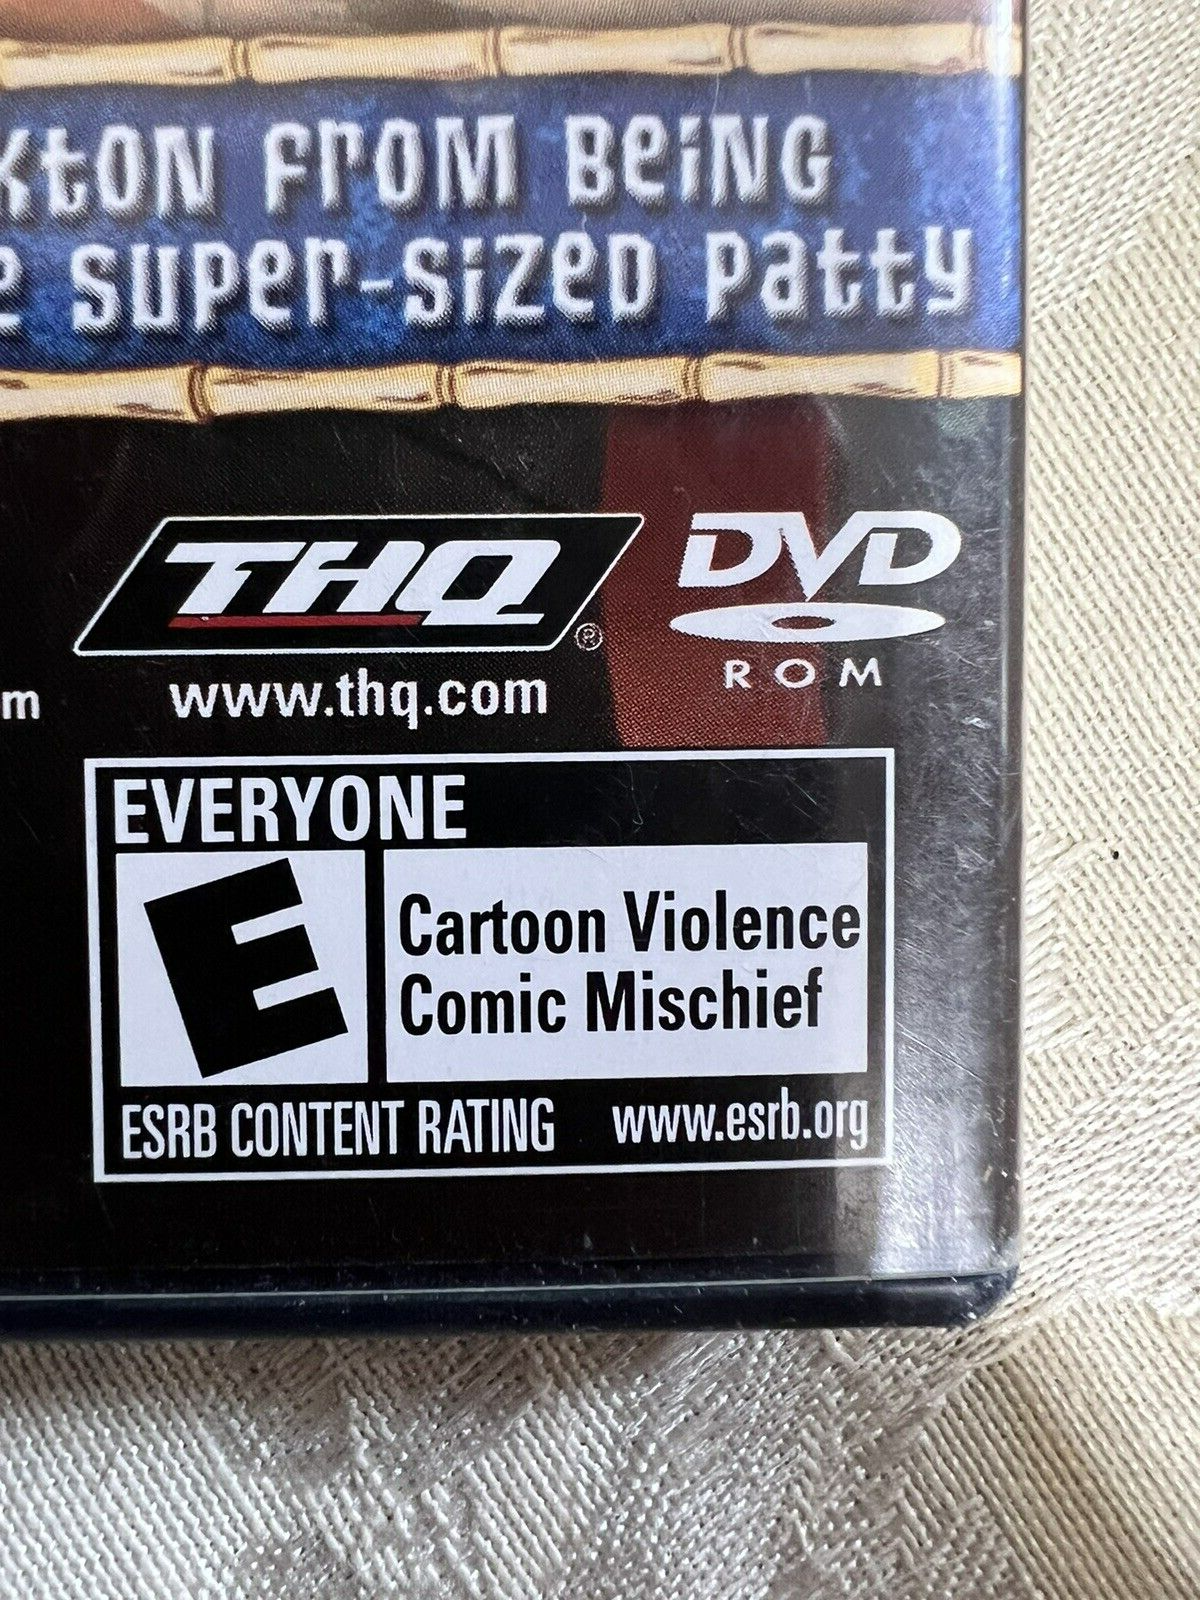 kton from Being
super-sized Patty
THQ®
DVD
ROM
m
www.thq.com
EVERYONE
E
Cartoon Violence
Comic Mischief
ESRB CONTENT RATING www.esrb.org